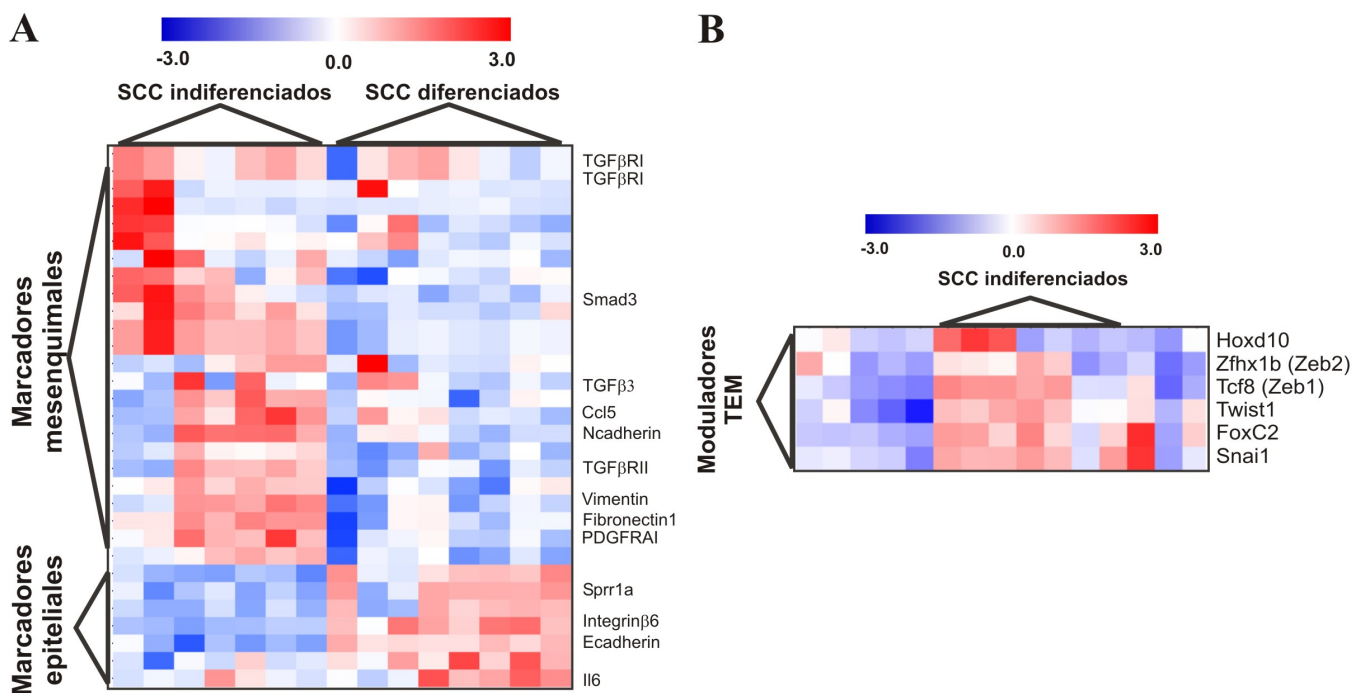 A
-3.0 0.0 3.0
SCC indiferenciados SCC diferenciados
Marcadores
mesenquimales
Marcadores
epiteliales
TGFβRI
TGFβRI
Smad3
TGFβ3
Ccl5
Ncadherin
TGFβRII
Vimentin
Fibronectin1
PDGFRAI
Sprr1a
Integrinβ6
Ecadherin
Il6
B
-3.0 0.0 3.0
SCC indiferenciados
Moduladores
TEM
Hoxd10
Zfhx1b (Zeb2)
Tcf8 (Zeb1)
Twist1
FoxC2
Snai1